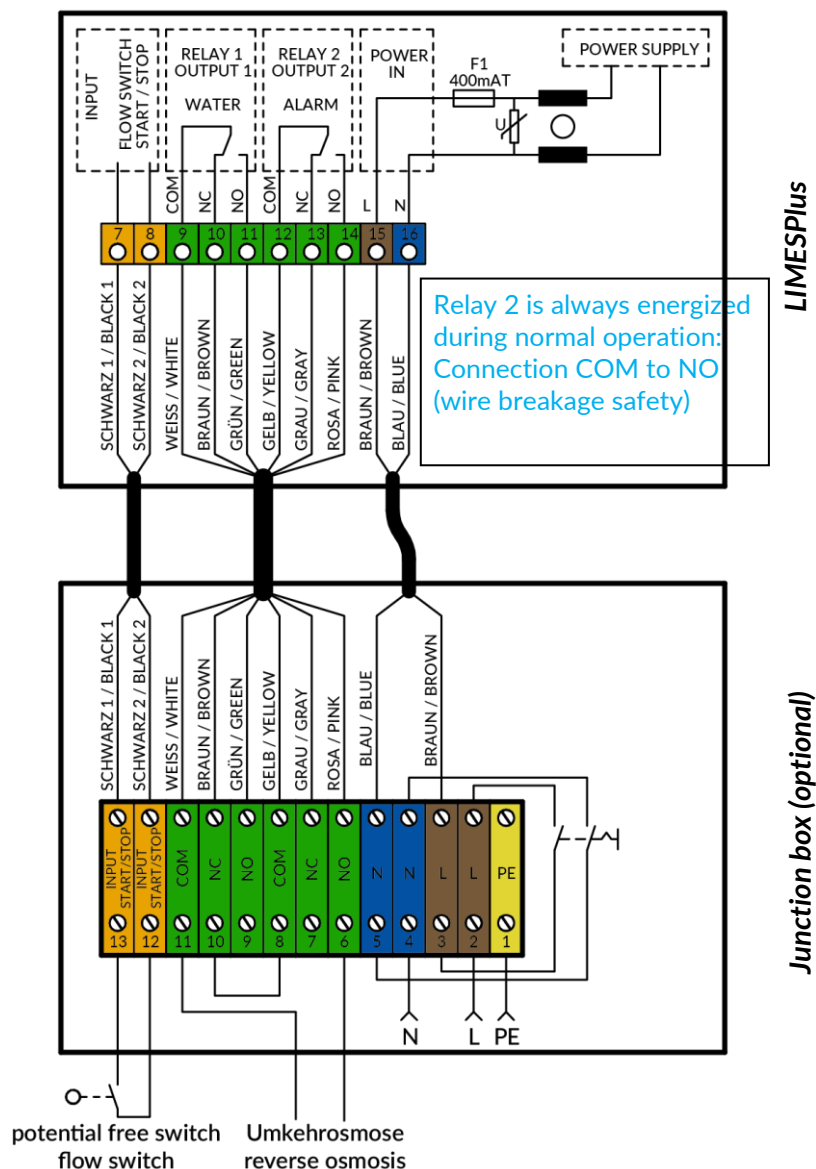 INPUT
FLOW SWITCH
START / STOP
RELAY 1
OUTPUT 1
WATER
RELAY 2
OUTPUT 2
ALARM
POWER
IN
F1
400mAT
POWER SUPPLY
U
COM
NC
NO
COM
NC
NO
L
N
7
8
9
10
11
12
13
14
15
16
LIMESPlus
Relay 2 is always energized
during normal operation:
Connection COM to NO
(wire breakage safety)
SCHWARZ 1 / BLACK 1
SCHWARZ 2 / BLACK 2
WEISS / WHITE
BRAUN / BROWN
GRÜN / GREEN
GELB / YELLOW
GRAU / GRAY
ROSA / PINK
BRAUN / BROWN
BLAU / BLUE
SCHWARZ 1 / BLACK 1
SCHWARZ 2 / BLACK 2
WEISS / WHITE
BRAUN / BROWN
GRÜN / GREEN
GELB / YELLOW
GRAU / GRAY
ROSA / PINK
BLAU / BLUE
BRAUN / BROWN
Junction box (optional)
INPUT
START/STOP
INPUT
START/STOP
COM
NC
NO
COM
NC
NO
N
N
L
L
PE
13
12
11
10
9
8
7
6
5
4
3
2
1
N
L
PE
potential free switch
flow switch
Umkehrosmose
reverse osmosis